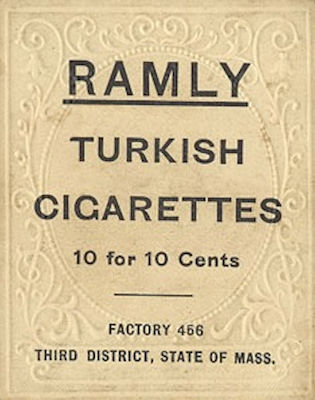 RAMLY
TURKISH
CIGARETTES
10 for 10 Cents
FACTORY 456
THIRD DISTRICT, STATE OF MASS.